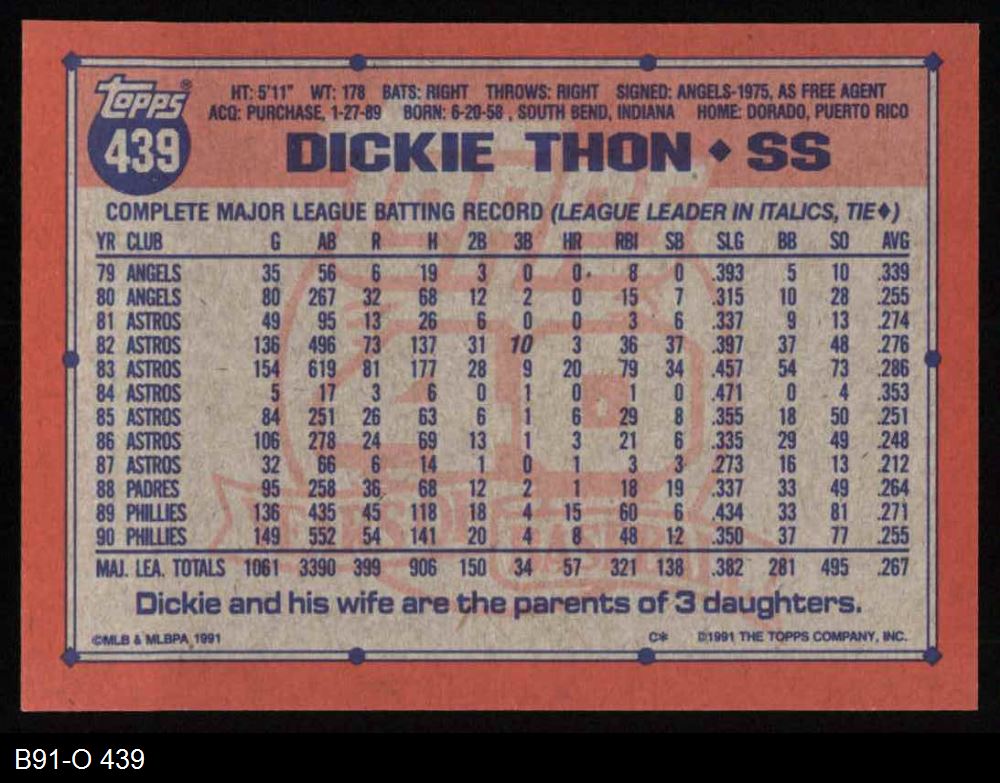 TOPPS®
439
HT: 5'11" WT: 178 BATS: RIGHT THROWS: RIGHT SIGNED: ANGELS-1975, AS FREE AGENT
ACQ: PURCHASE, 1-27-89 BORN: 6-20-58, SOUTH BEND, INDIANA HOME: DORADO, PUERTO RICO
DICKIE THON ◆ SS
COMPLETE MAJOR LEAGUE BATTING RECORD (LEAGUE LEADER IN ITALICS, TIE◆)
YR CLUB G AB R H 2B 3B HR RBI SB SLG BB SO AVG
79 ANGELS 35 56 6 19 3 0 0 8 0 .393 5 10 .339
80 ANGELS 80 267 32 68 12 2 0 15 7 .315 10 28 .255
81 ASTROS 49 95 13 26 6 0 0 3 6 .337 9 13 .274
82 ASTROS 136 496 73 137 31 10 3 36 37 .397 37 48 .276
83 ASTROS 154 619 81 177 28 9 20 79 34 .457 54 73 .286
84 ASTROS 5 17 3 6 0 1 0 1 0 .471 0 4 .353
85 ASTROS 84 251 26 63 6 1 6 29 8 .355 18 50 .251
86 ASTROS 106 278 24 69 13 1 3 21 6 .335 29 49 .248
87 ASTROS 32 66 6 14 1 0 1 3 3 .273 16 13 .212
88 PADRES 95 258 36 68 12 2 1 18 19 .337 33 49 .264
89 PHILLIES 136 435 45 118 18 4 15 60 6 .434 33 81 .271
90 PHILLIES 149 552 54 141 20 4 8 48 12 .350 37 77 .255
MAJ. LEA. TOTALS 1061 3390 399 906 150 34 57 321 138 .382 281 495 .267
Dickie and his wife are the parents of 3 daughters.
©MLB & MLBPA 1991 C* ©1991 THE TOPPS COMPANY, INC.
B91-O 439